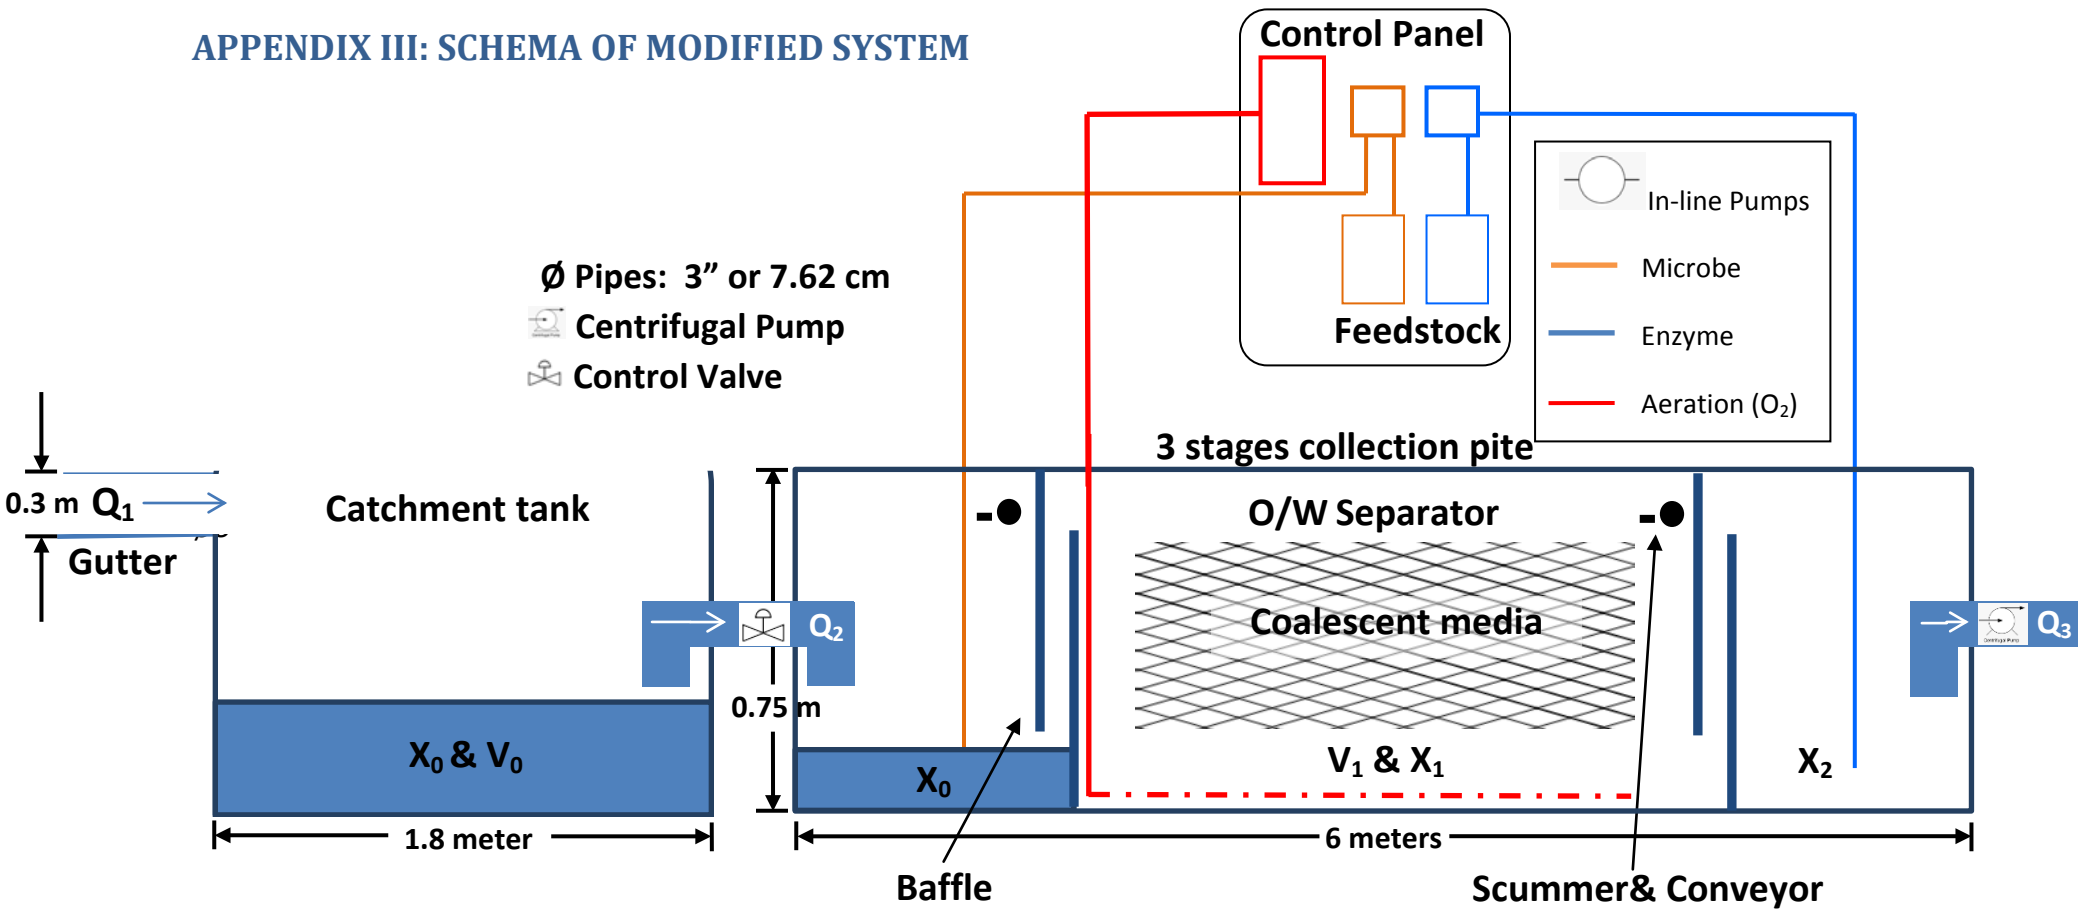 APPENDIX III: SCHEMA OF MODIFIED SYSTEM
Control Panel
Feedstock
In-line Pumps
Microbe
Enzyme
Aeration (O₂)
Ø Pipes:  3” or 7.62 cm
Centrifugal Pump
Control Valve
3 stages collection pite
0.3 m
Q₁
Gutter
Catchment tank
O/W Separator
Coalescent media
Q₂
Q₃
Centrifugal Pump
0.75 m
X₀ & V₀
X₀
V₁ & X₁
X₂
1.8 meter
6 meters
Baffle
Scummer& Conveyor